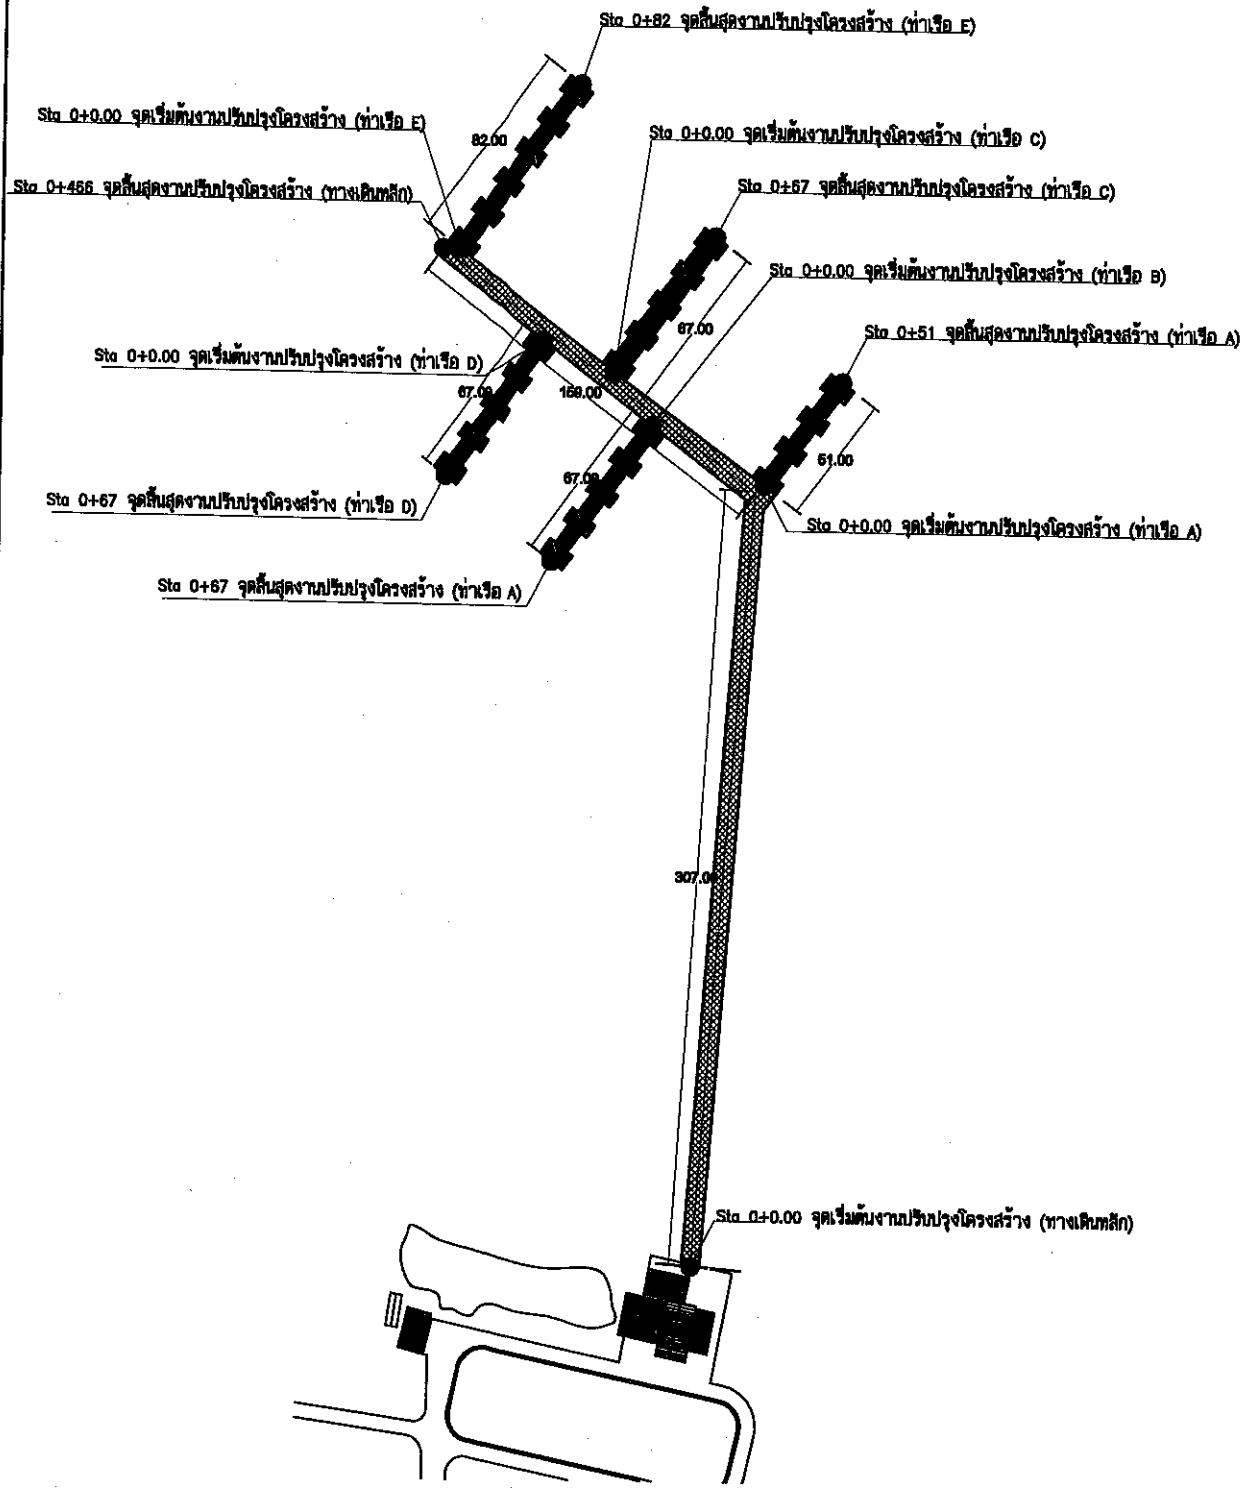 Sta 0+82 จุดสิ้นสุดงานปรับปรุงโครงสร้าง (ท่าเรือ E)
Sta 0+0.00 จุดเริ่มต้นงานปรับปรุงโครงสร้าง (ท่าเรือ E)
82.00
Sta 0+0.00 จุดเริ่มต้นงานปรับปรุงโครงสร้าง (ท่าเรือ C)
Sta 0+466 จุดสิ้นสุดงานปรับปรุงโครงสร้าง (ทางเดินหลัก)
Sta 0+67 จุดสิ้นสุดงานปรับปรุงโครงสร้าง (ท่าเรือ C)
Sta 0+0.00 จุดเริ่มต้นงานปรับปรุงโครงสร้าง (ท่าเรือ B)
67.00
Sta 0+51 จุดสิ้นสุดงานปรับปรุงโครงสร้าง (ท่าเรือ A)
Sta 0+0.00 จุดเริ่มต้นงานปรับปรุงโครงสร้าง (ท่าเรือ D)
67.00
159.00
51.00
67.00
Sta 0+67 จุดสิ้นสุดงานปรับปรุงโครงสร้าง (ท่าเรือ D)
Sta 0+0.00 จุดเริ่มต้นงานปรับปรุงโครงสร้าง (ท่าเรือ A)
Sta 0+67 จุดสิ้นสุดงานปรับปรุงโครงสร้าง (ท่าเรือ A)
307.00
Sta 0+0.00 จุดเริ่มต้นงานปรับปรุงโครงสร้าง (ทางเดินหลัก)